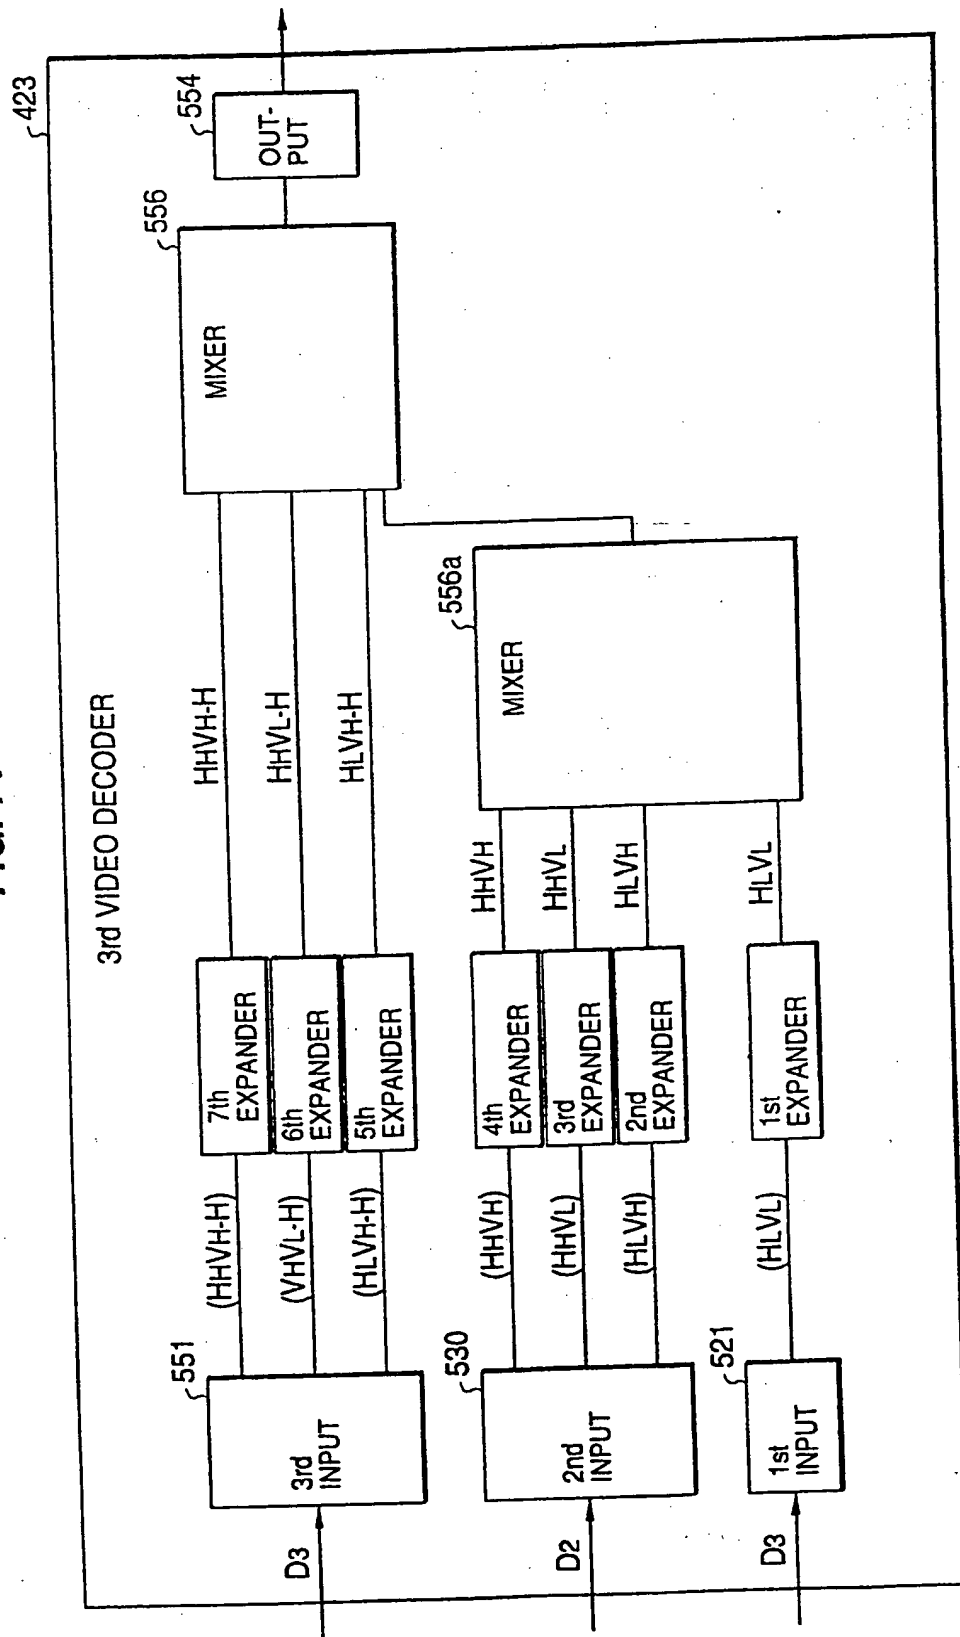 423
3rd VIDEO DECODER
D3
551
3rd
INPUT
(HHVH-H)
(VHVL-H)
(HLVH-H)
7th
EXPANDER
6th
EXPANDER
5th
EXPANDER
HHVH-H
HHVL-H
HLVH-H
556
MIXER
554
OUT-
PUT
D2
530
2nd
INPUT
(HHVH)
(HHVL)
(HLVH)
4th
EXPANDER
3rd
EXPANDER
2nd
EXPANDER
HHVH
HHVL
HLVH
556a
MIXER
D3
521
1st
INPUT
(HLVL)
1st
EXPANDER
HLVL